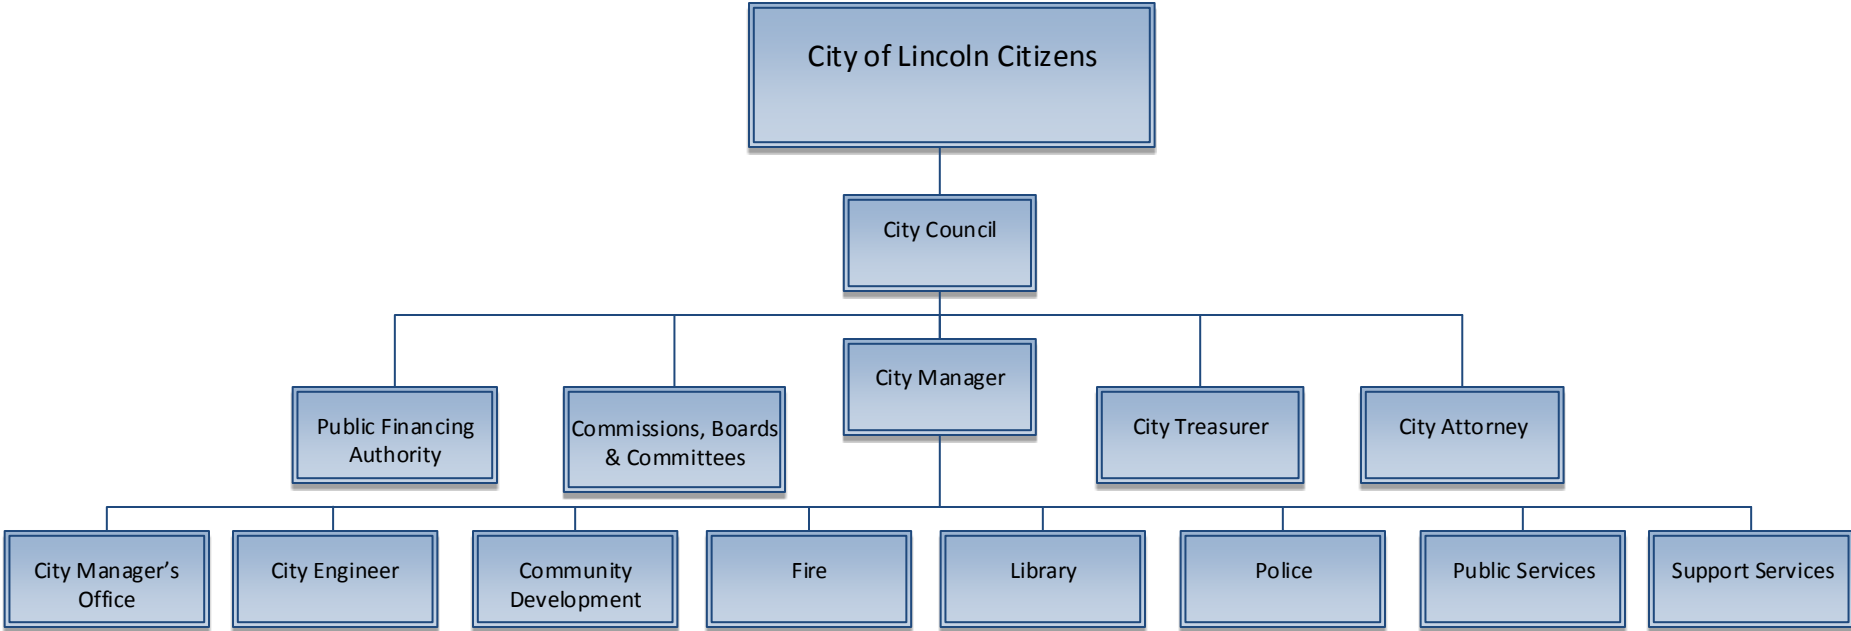 City of Lincoln Citizens
City Council
City Manager
Public Financing
Authority
Commissions, Boards
& Committees
City Treasurer
City Attorney
City Manager’s
Office
City Engineer
Community
Development
Fire
Library
Police
Public Services
Support Services